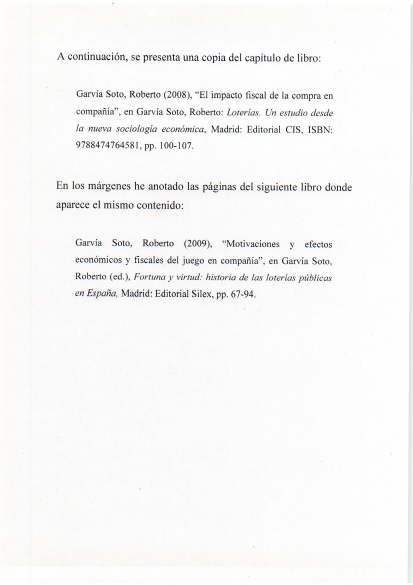 A continuación, se presenta una copia del capítulo de libro:
Garvía Soto, Roberto (2008), “El impacto fiscal de la compra en
compañía”, en Garvía Soto, Roberto: Loterías. Un estudio desde
la nueva sociología económica, Madrid: Editorial CIS, ISBN:
9788474764581, pp. 100-107.
En los márgenes he anotado las páginas del siguiente libro donde
aparece el mismo contenido:
Garvía Soto, Roberto (2009), “Motivaciones y efectos
económicos y fiscales del juego en compañía”, en Garvía Soto,
Roberto (ed.), Fortuna y virtud: historia de las loterías públicas
en España, Madrid: Editorial Silex, pp. 67-94.